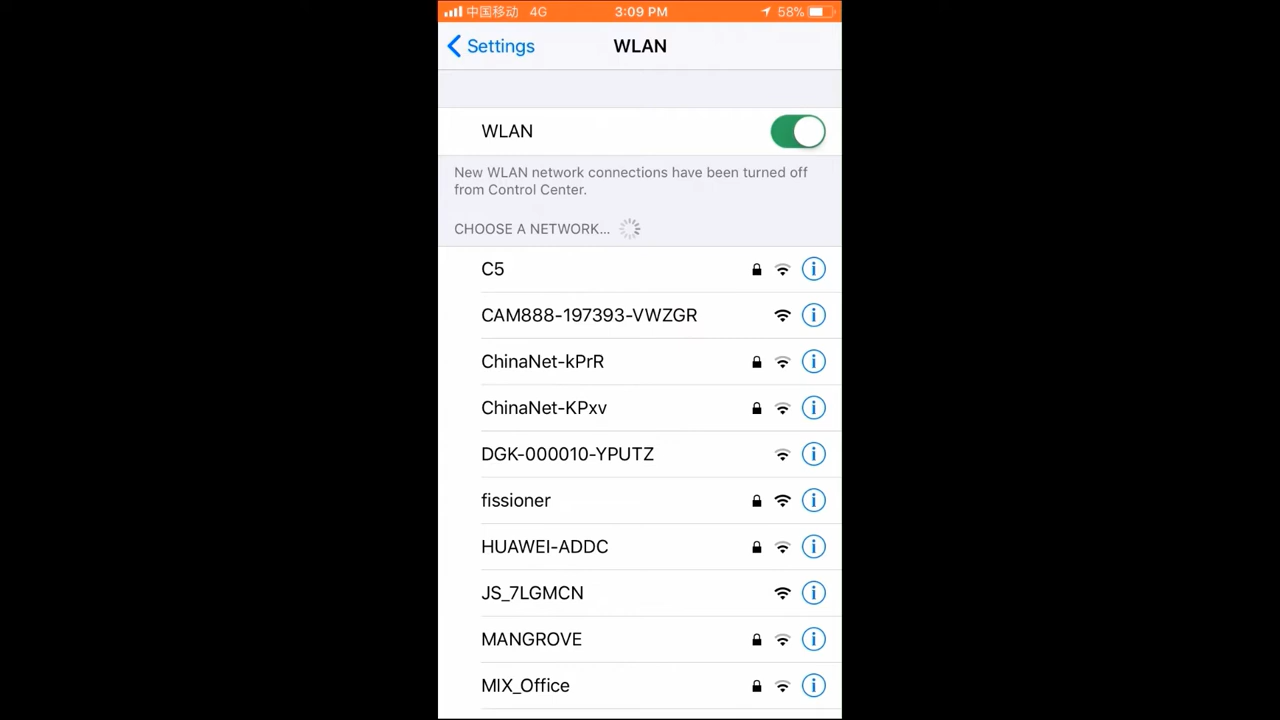 中国移动 4G 3:09 PM 58%
Settings WLAN
WLAN
New WLAN network connections have been turned off
from Control Center.
CHOOSE A NETWORK...
C5
CAM888-197393-VWZGR
ChinaNet-kPrR
ChinaNet-KPxv
DGK-000010-YPUTZ
fissioner
HUAWEI-ADDC
JS_7LGMCN
MANGROVE
MIX_Office